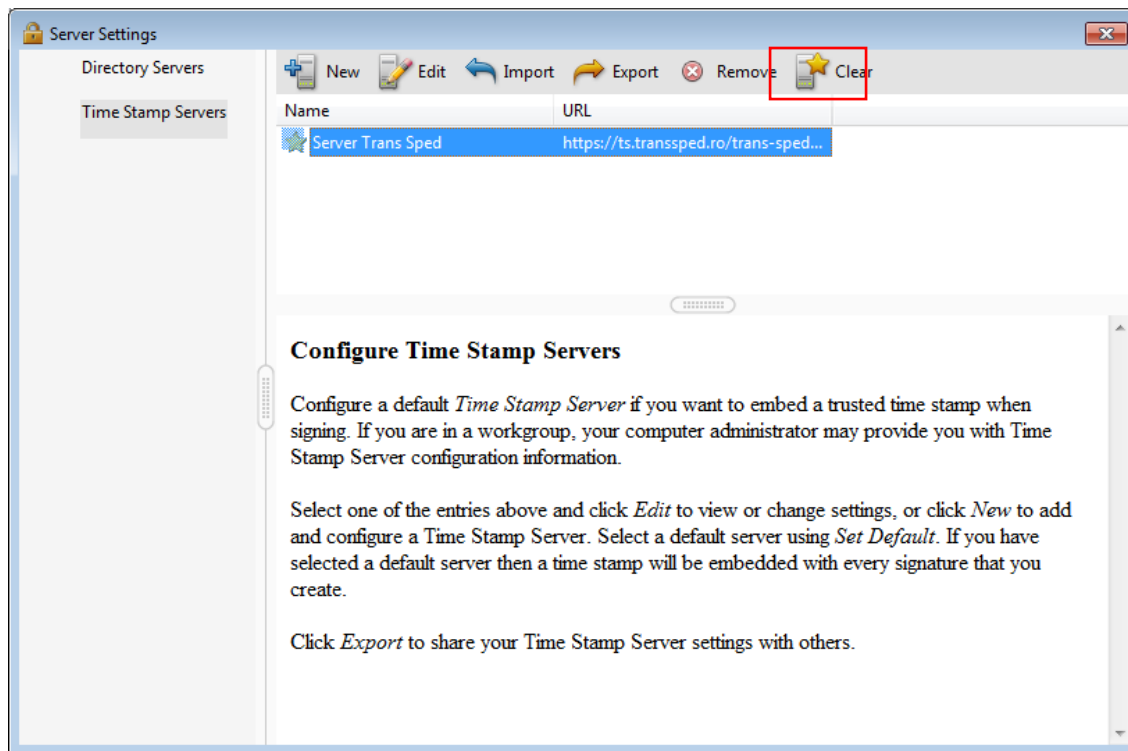 Server Settings
Directory Servers
Time Stamp Servers
New Edit Import Export Remove Clear
Name URL
Server Trans Sped https://ts.transsped.ro/trans-sped...
Configure Time Stamp Servers
Configure a default Time Stamp Server if you want to embed a trusted time stamp when
signing. If you are in a workgroup, your computer administrator may provide you with Time
Stamp Server configuration information.
Select one of the entries above and click Edit to view or change settings, or click New to add
and configure a Time Stamp Server. Select a default server using Set Default. If you have
selected a default server then a time stamp will be embedded with every signature that you
create.
Click Export to share your Time Stamp Server settings with others.